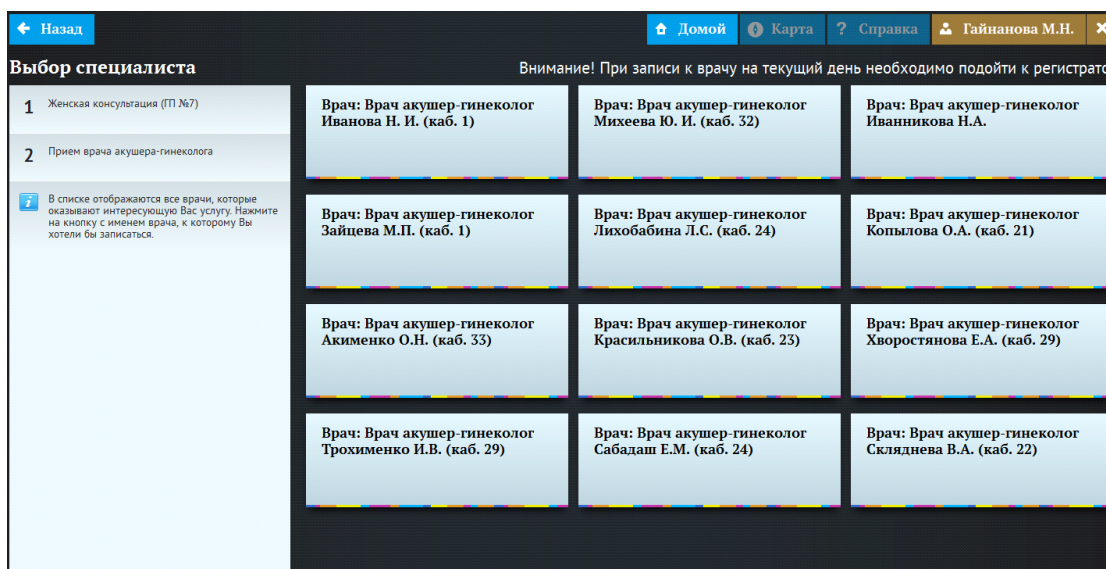 Назад
Домой
Карта
? Справка
Гайнанова М.Н.
Выбор специалиста
Внимание! При записи к врачу на текущий день необходимо подойти к регистрато
1 Женская консультация (ГП №7)
2 Прием врача акушера-гинеколога
i В списке отображаются все врачи, которые
оказывают интересующую Вас услугу. Нажмите
на кнопку с именем врача, к которому Вы
хотели бы записаться.
Врач: Врач акушер-гинеколог
Иванова Н. И. (каб. 1)
Врач: Врач акушер-гинеколог
Михеева Ю. И. (каб. 32)
Врач: Врач акушер-гинеколог
Иванникова Н.А.
Врач: Врач акушер-гинеколог
Зайцева М.П. (каб. 1)
Врач: Врач акушер-гинеколог
Лихобабина Л.С. (каб. 24)
Врач: Врач акушер-гинеколог
Копылова О.А. (каб. 21)
Врач: Врач акушер-гинеколог
Акименко О.Н. (каб. 33)
Врач: Врач акушер-гинеколог
Красильникова О.В. (каб. 23)
Врач: Врач акушер-гинеколог
Хворостянова Е.А. (каб. 29)
Врач: Врач акушер-гинеколог
Трохименко И.В. (каб. 29)
Врач: Врач акушер-гинеколог
Сабадаш Е.М. (каб. 24)
Врач: Врач акушер-гинеколог
Скляднева В.А. (каб. 22)